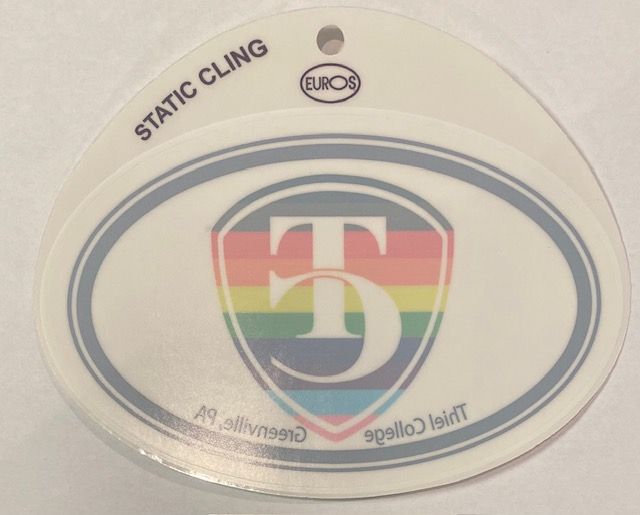 STATIC CLING
EUROS
TC
Thiel College
Greenville, PA